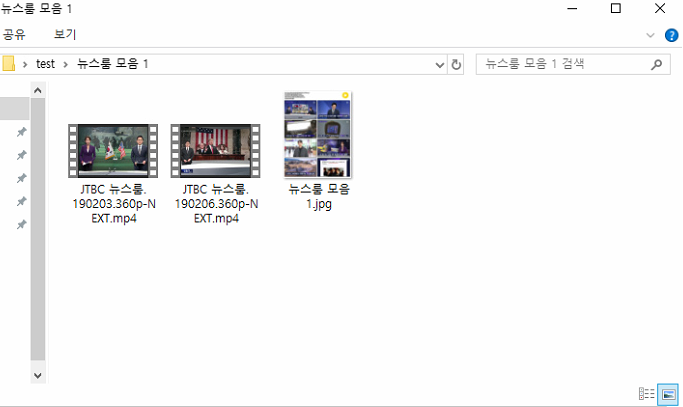 뉴스룸 모음 1
공유 보기
test > 뉴스룸 모음 1
뉴스룸 모음 1 검색
JTBC 뉴스룸.
190203.360p-N
EXT.mp4
JTBC 뉴스룸.
190206.360p-N
EXT.mp4
뉴스룸 모음
1.jpg